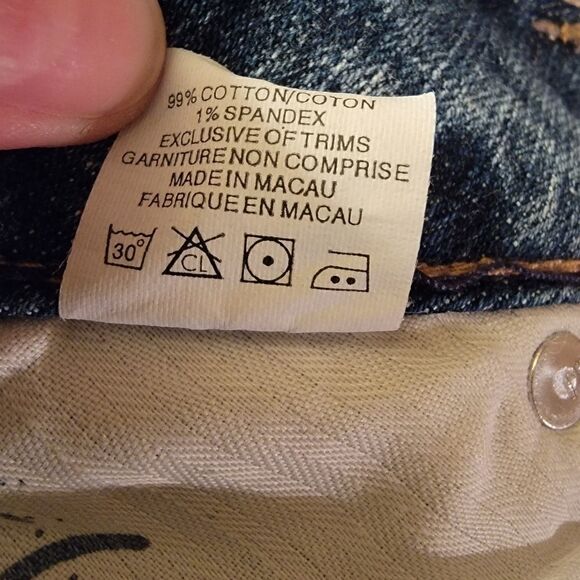 99% COTTON/COTON
1% SPANDEX
EXCLUSIVE OF TRIMS
GARNITURE NON COMPRISE
MADE IN MACAU
FABRIQUE EN MACAU
30° CL